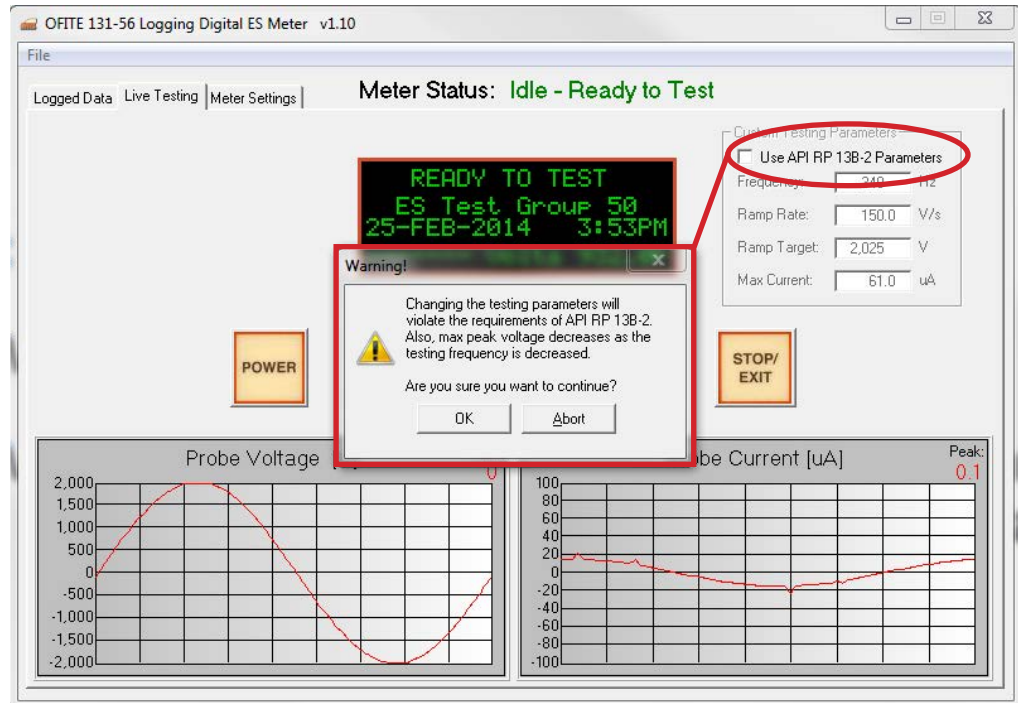 OFITE 131-56 Logging Digital ES Meter v1.10
File
Logged Data Live Testing Meter Settings
Meter Status: Idle - Ready to Test
Custom Testing Parameters
Use API RP 13B-2 Parameters
Frequency: 340 Hz
Ramp Rate: 150.0 V/s
Ramp Target: 2,025 V
Max Current: 61.0 uA
READY TO TEST
ES Test Group 50
25-FEB-2014 3:53PM
Warning!
Changing the testing parameters will
violate the requirements of API RP 13B-2.
Also, max peak voltage decreases as the
testing frequency is decreased.
Are you sure you want to continue?
OK Abort
POWER
STOP/
EXIT
Probe Voltage
0
2,000
1,500
1,000
500
0
-500
-1,000
-1,500
-2,000
be Current [uA]
Peak:
0.1
100
80
60
40
20
0
-20
-40
-60
-80
-100